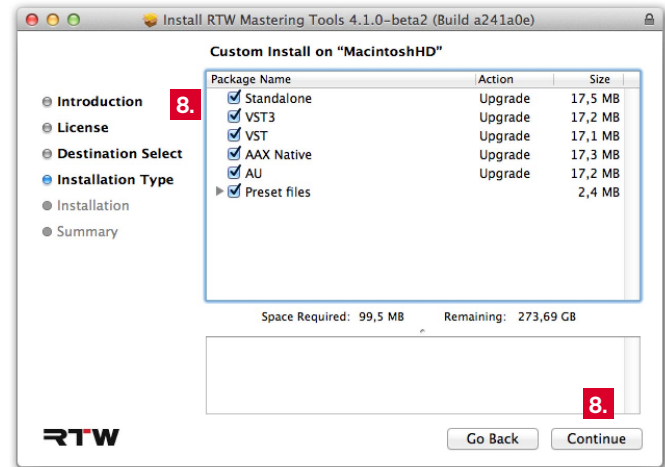 Install RTW Mastering Tools 4.1.0-beta2 (Build a241a0e)
Custom Install on “MacintoshHD”
Introduction
License
Destination Select
Installation Type
Installation
Summary
8.
Package Name Action Size
Standalone Upgrade 17,5 MB
VST3 Upgrade 17,2 MB
VST Upgrade 17,1 MB
AAX Native Upgrade 17,3 MB
AU Upgrade 17,2 MB
Preset files 2,4 MB
Space Required: 99,5 MB Remaining: 273,69 GB
8.
RTW
Go Back Continue